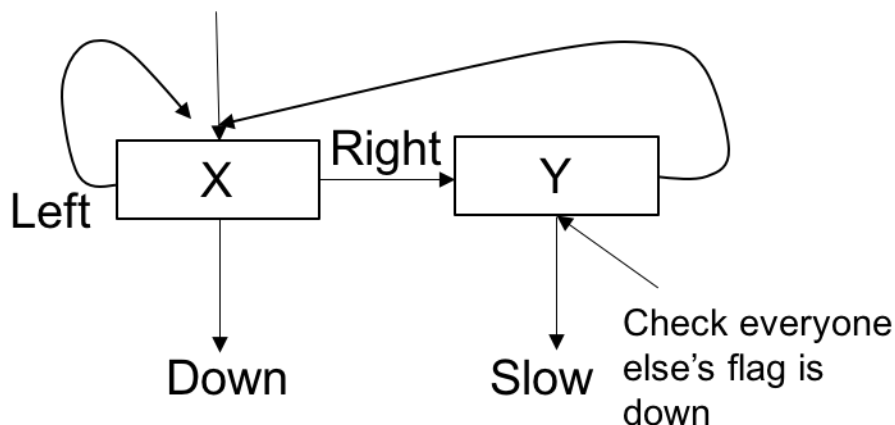 X
Right
Y
Left
Down
Slow
Check everyone
else's flag is
down